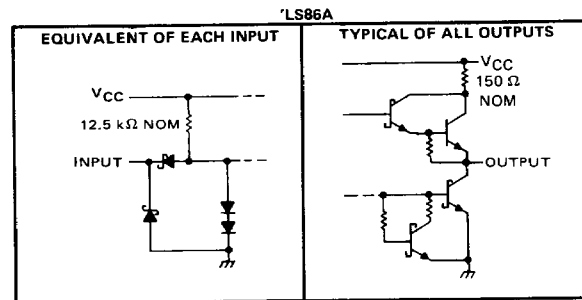 'LS86A
EQUIVALENT OF EACH INPUT
VCC
12.5 kΩ NOM
INPUT
TYPICAL OF ALL OUTPUTS
VCC
150 Ω
NOM
OUTPUT